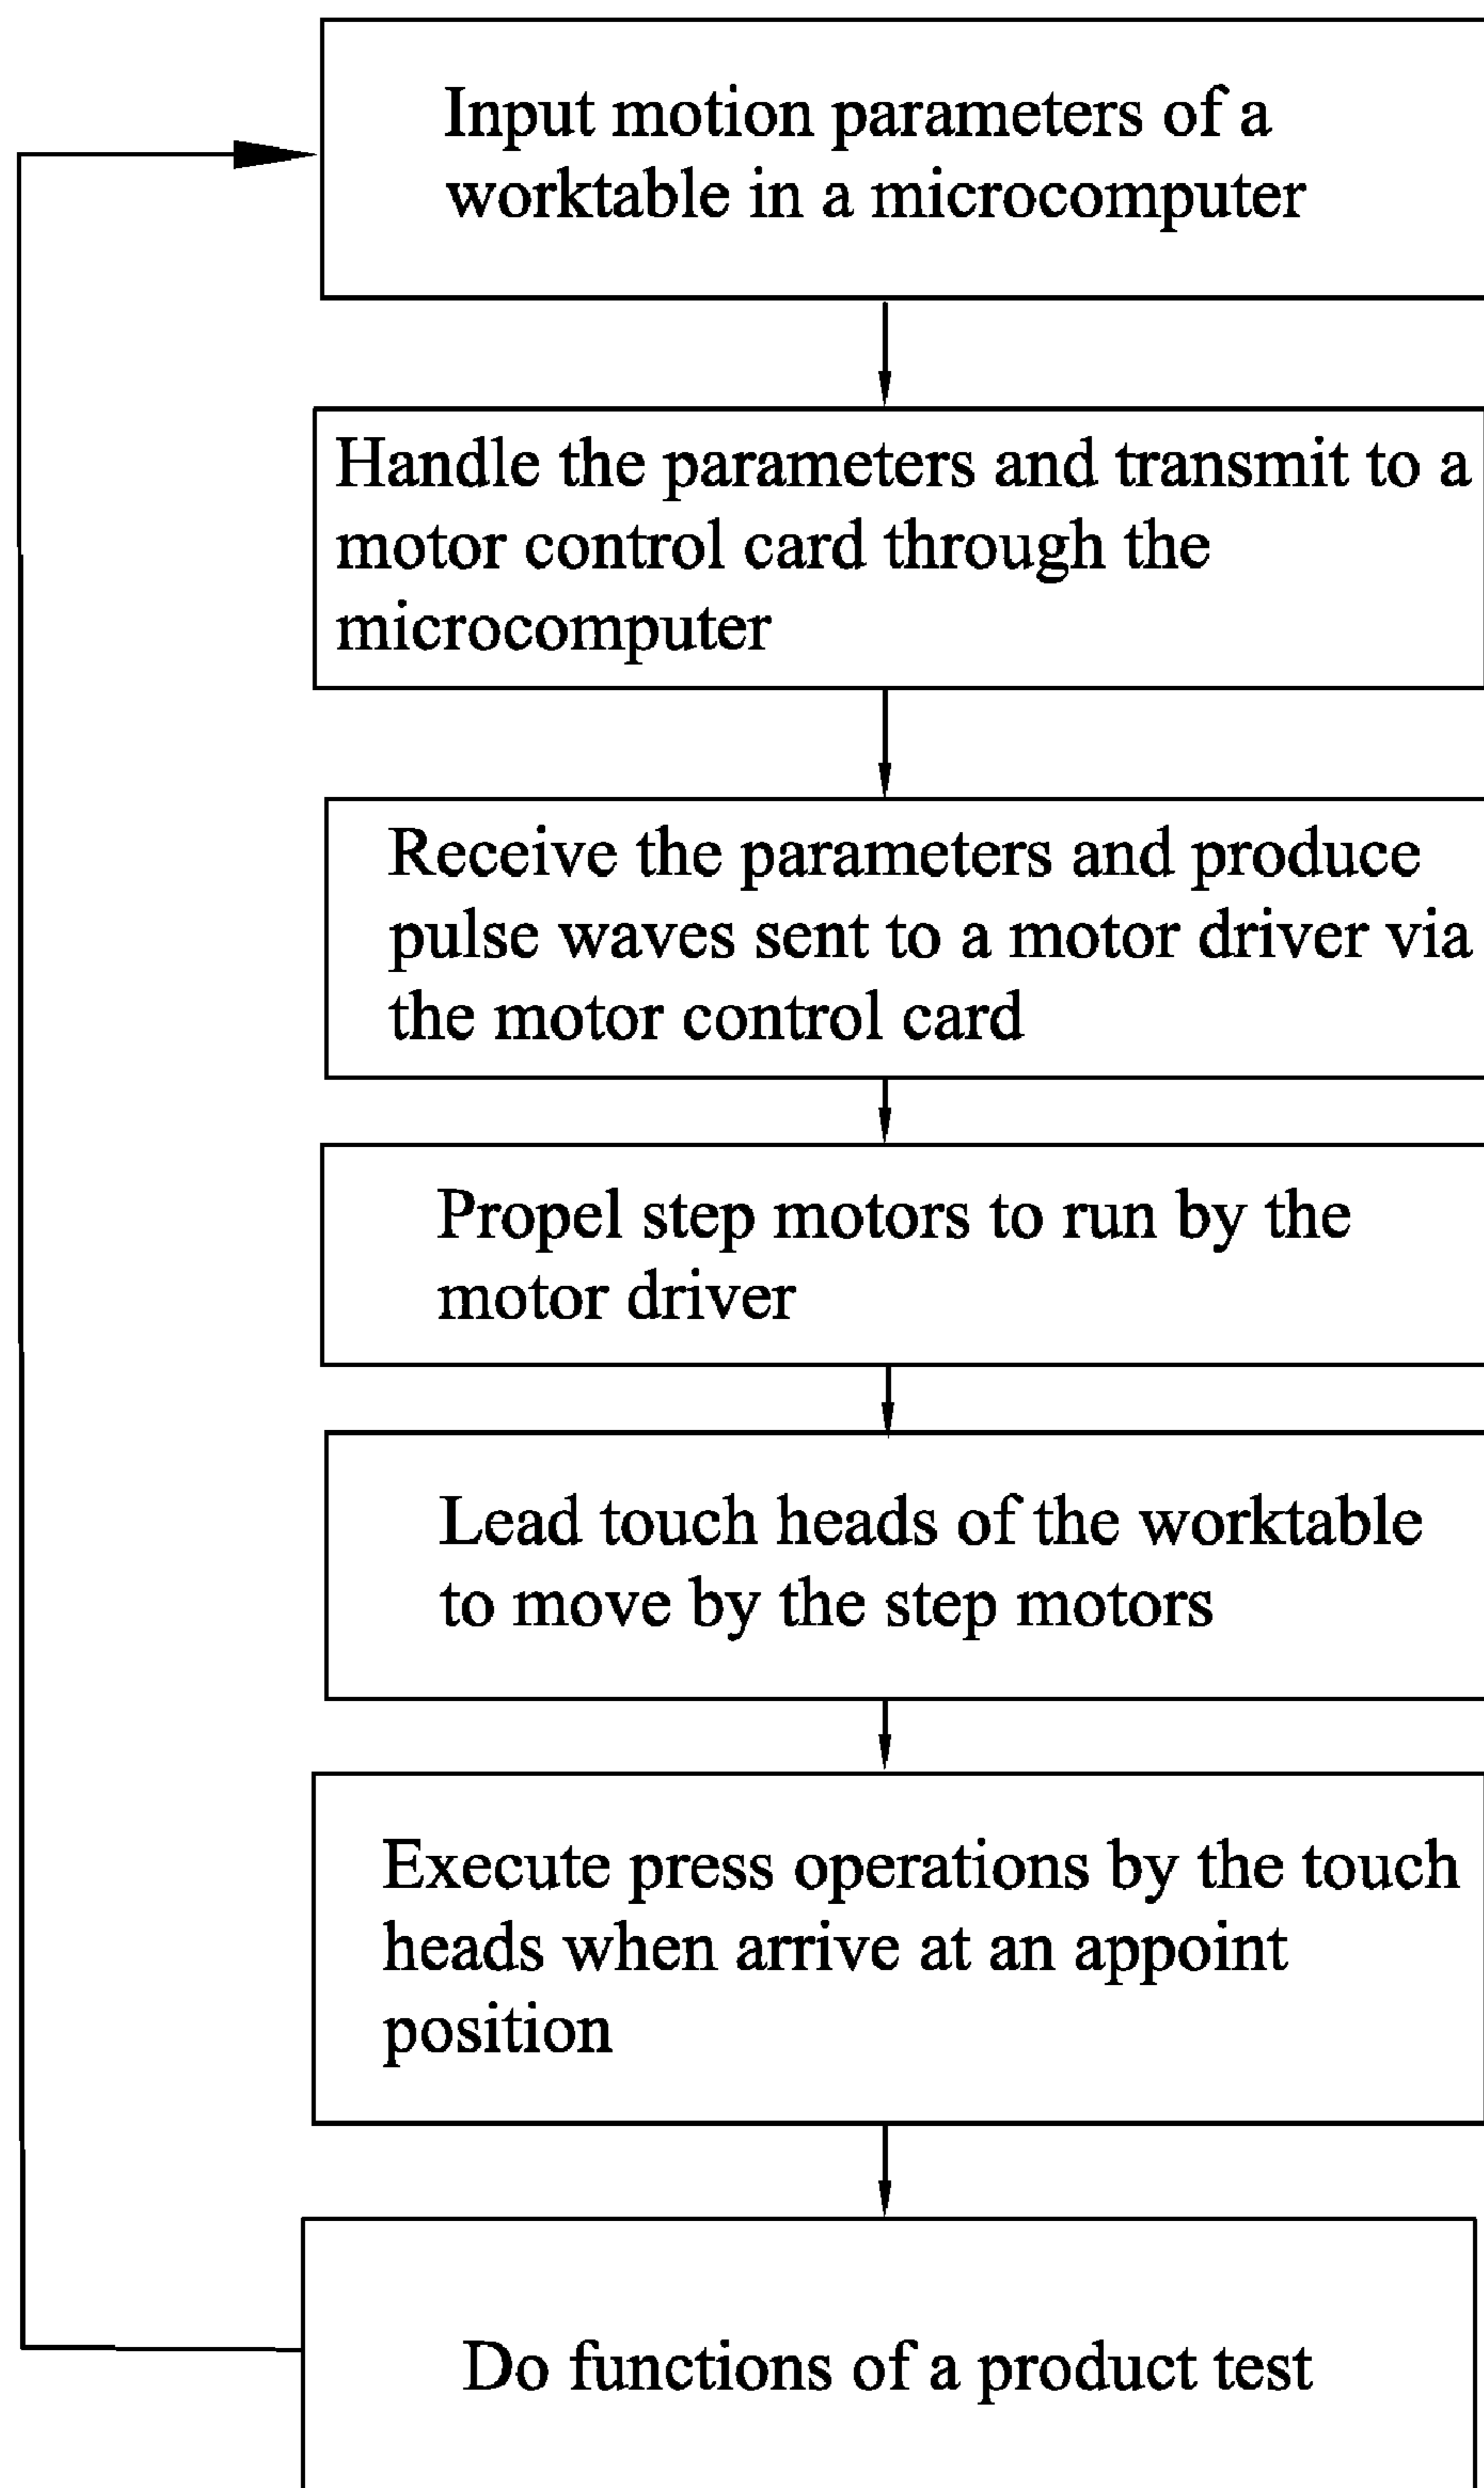 Input motion parameters of a
worktable in a microcomputer
Handle the parameters and transmit to a
motor control card through the
microcomputer
Receive the parameters and produce
pulse waves sent to a motor driver via
the motor control card
Propel step motors to run by the
motor driver
Lead touch heads of the worktable
to move by the step motors
Execute press operations by the touch
heads when arrive at an appoint
position
Do functions of a product test